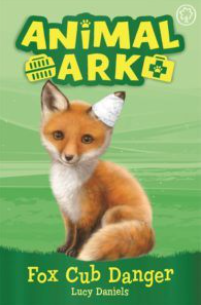 ANIMAL
ARK
Fox Cub Danger
Lucy Daniels